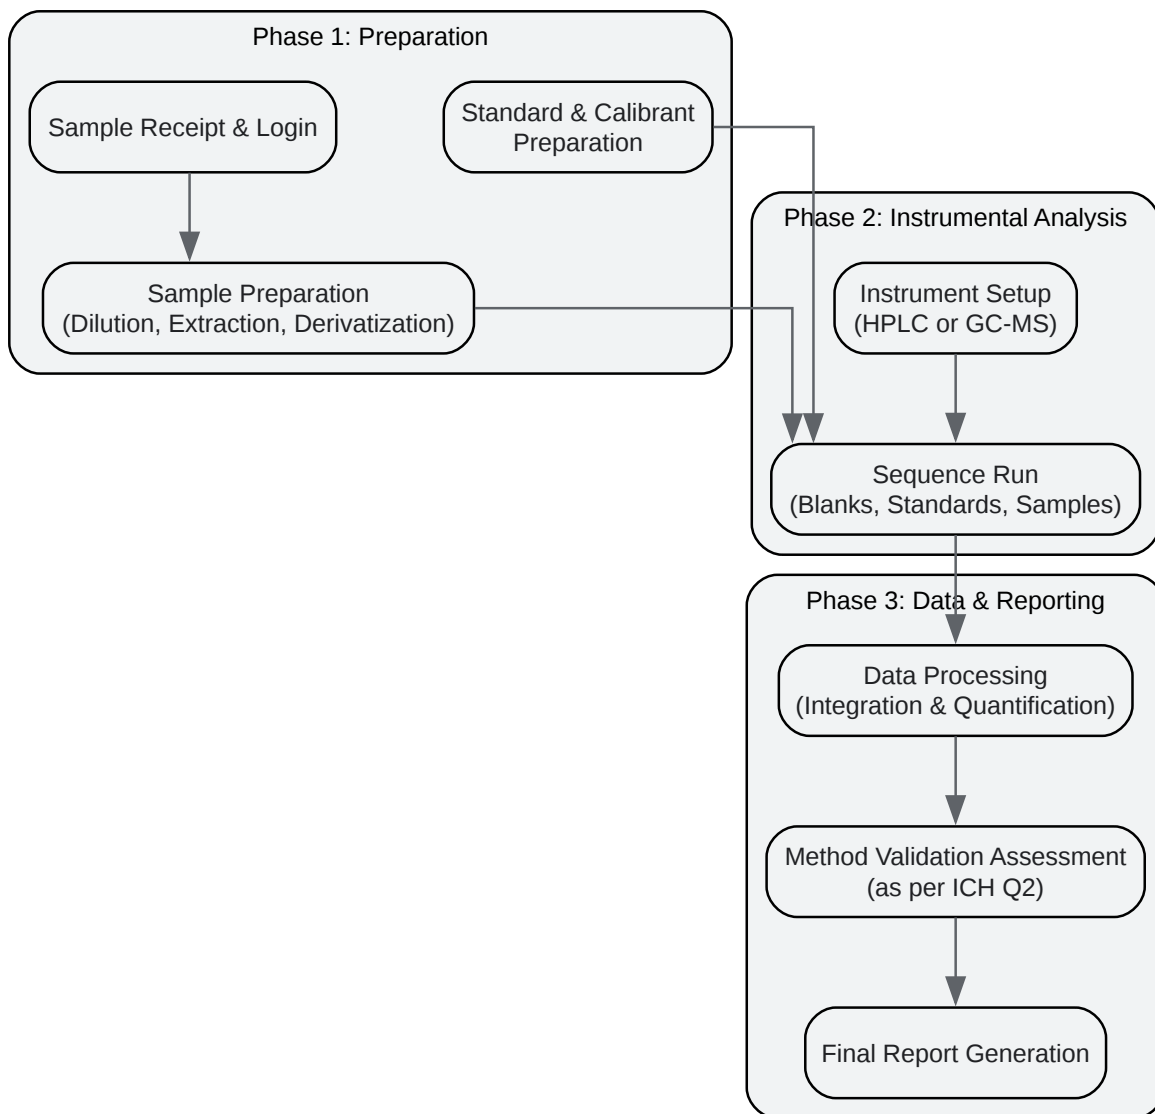 Phase 1: Preparation
Sample Receipt & Login
Standard & Calibrant
Preparation
Sample Preparation
(Dilution, Extraction, Derivatization)
Phase 2: Instrumental Analysis
Instrument Setup
(HPLC or GC-MS)
Sequence Run
(Blanks, Standards, Samples)
Phase 3: Data & Reporting
Data Processing
(Integration & Quantification)
Method Validation Assessment
(as per ICH Q2)
Final Report Generation